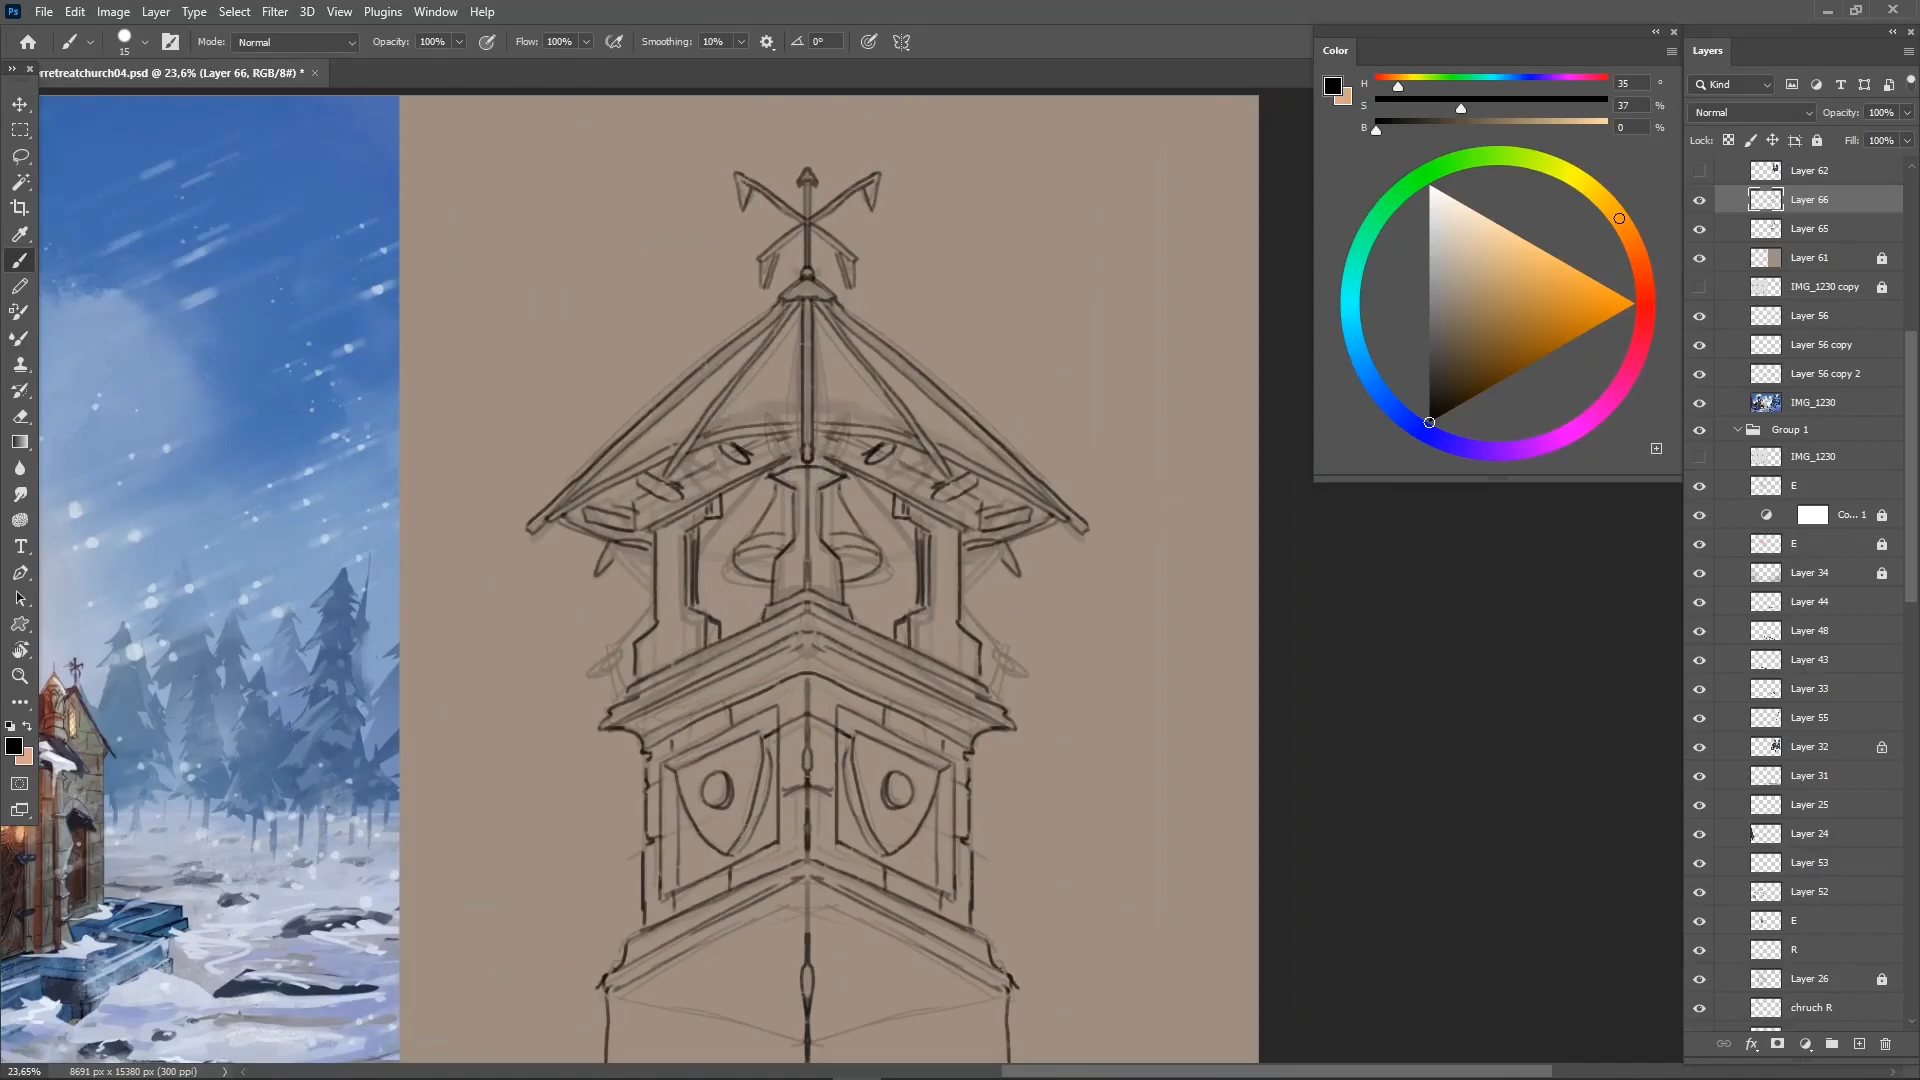 Ps File Edit Image Layer Type Select Filter 3D View Plugins Window Help
15 Mode: Normal Opacity: 100% Flow: 100% Smoothing: 10% 0°
rretreatchurch04.psd @ 23,6% (Layer 66, RGB/8#) * ×
Color
H 35 °
S 37 %
B 0 %
Layers
Kind
Normal Opacity: 100%
Lock: Fill: 100%
Layer 62
Layer 66
Layer 65
Layer 61
IMG_1230 copy
Layer 56
Layer 56 copy
Layer 56 copy 2
IMG_1230
Group 1
IMG_1230
E
Co... 1
E
Layer 34
Layer 44
Layer 48
Layer 43
Layer 33
Layer 55
Layer 32
Layer 31
Layer 25
Layer 24
Layer 53
Layer 52
E
R
Layer 26
chruch R
fx
23,65% 8691 px x 15380 px (300 ppi)